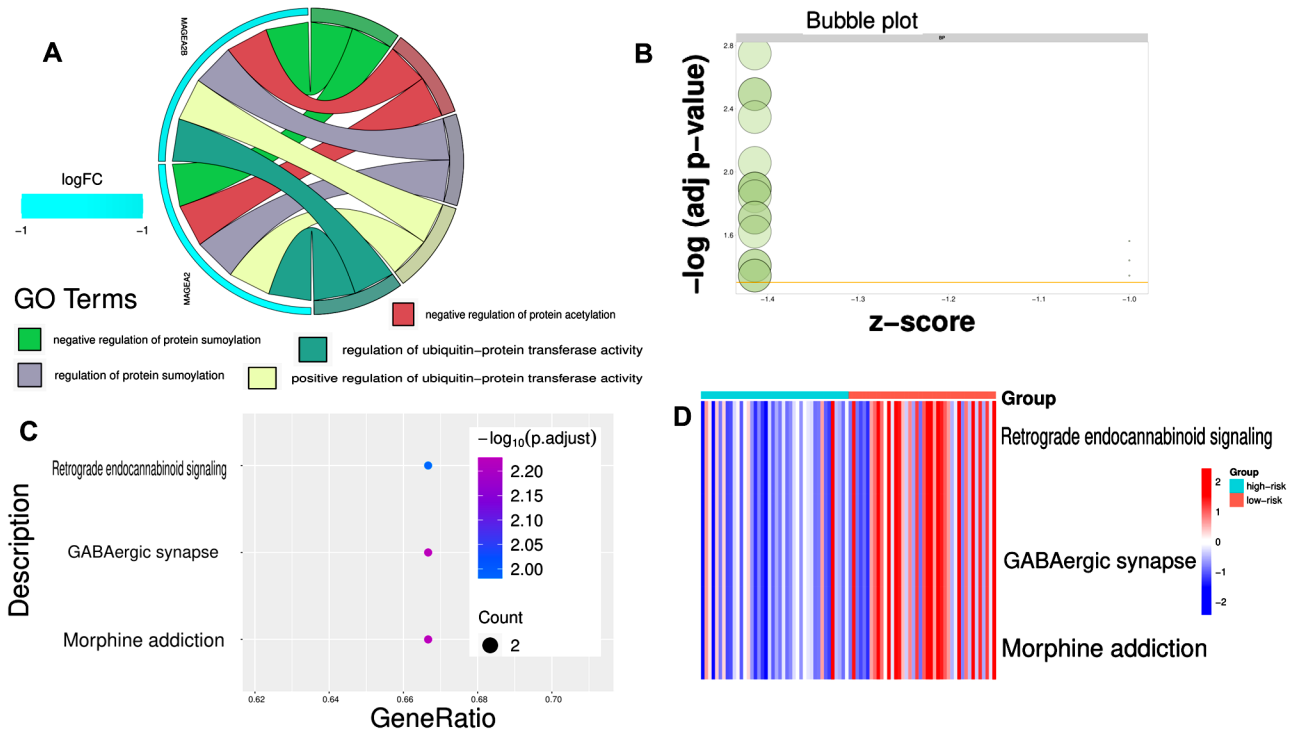 A
MAGEA2B
logFC
−1
−1
MAGEA2
GO Terms
negative regulation of protein acetylation
negative regulation of protein sumoylation
regulation of ubiquitin−protein transferase activity
regulation of protein sumoylation
positive regulation of ubiquitin−protein transferase activity
B
Bubble plot
BP
−log (adj p−value)
2.8
2.4
2.0
1.6
−1.4
−1.3
−1.2
−1.1
−1.0
z−score
C
Description
Retrograde endocannabinoid signaling
GABAergic synapse
Morphine addiction
−log10(p.adjust)
2.20
2.15
2.10
2.05
2.00
Count
2
0.62
0.64
0.66
0.68
0.70
GeneRatio
D
Group
Retrograde endocannabinoid signaling
GABAergic synapse
Morphine addiction
2
1
0
−1
−2
Group
high−risk
low−risk